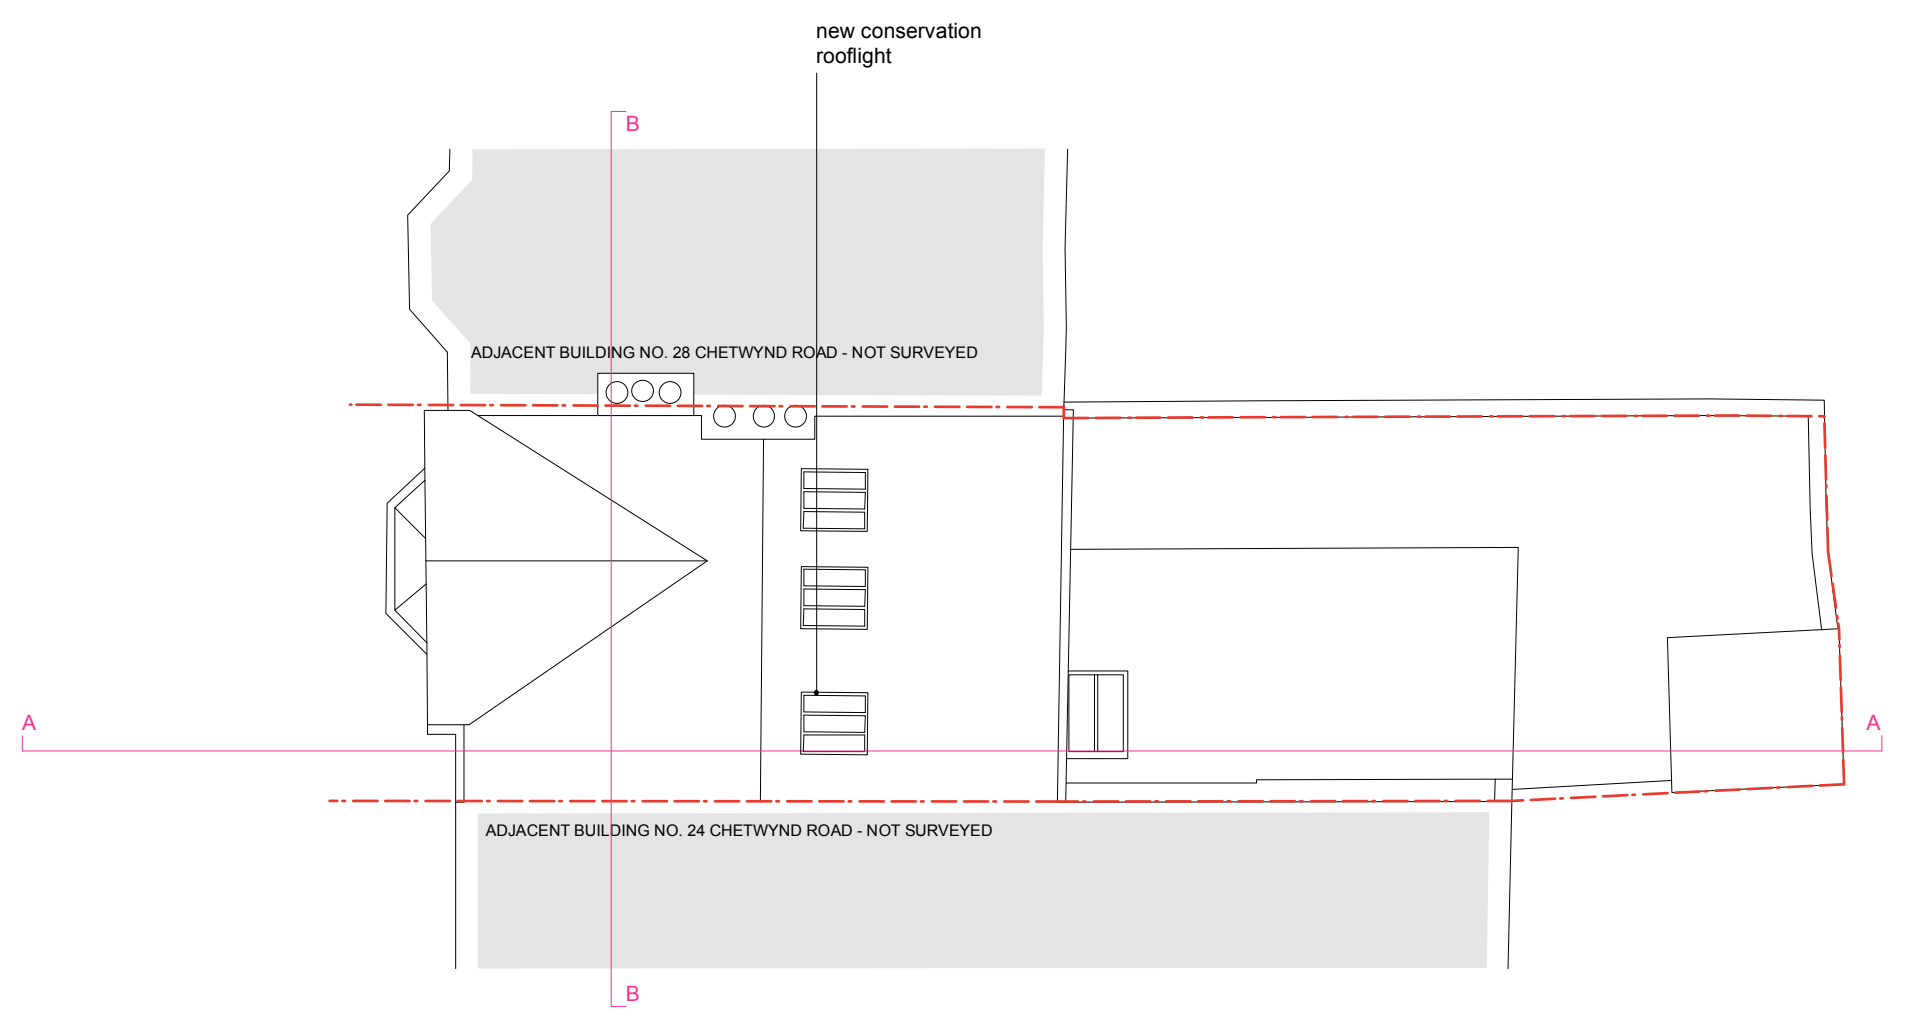 new conservation
rooflight
B
ADJACENT BUILDING NO. 28 CHETWYND ROAD - NOT SURVEYED
A
A
ADJACENT BUILDING NO. 24 CHETWYND ROAD - NOT SURVEYED
B